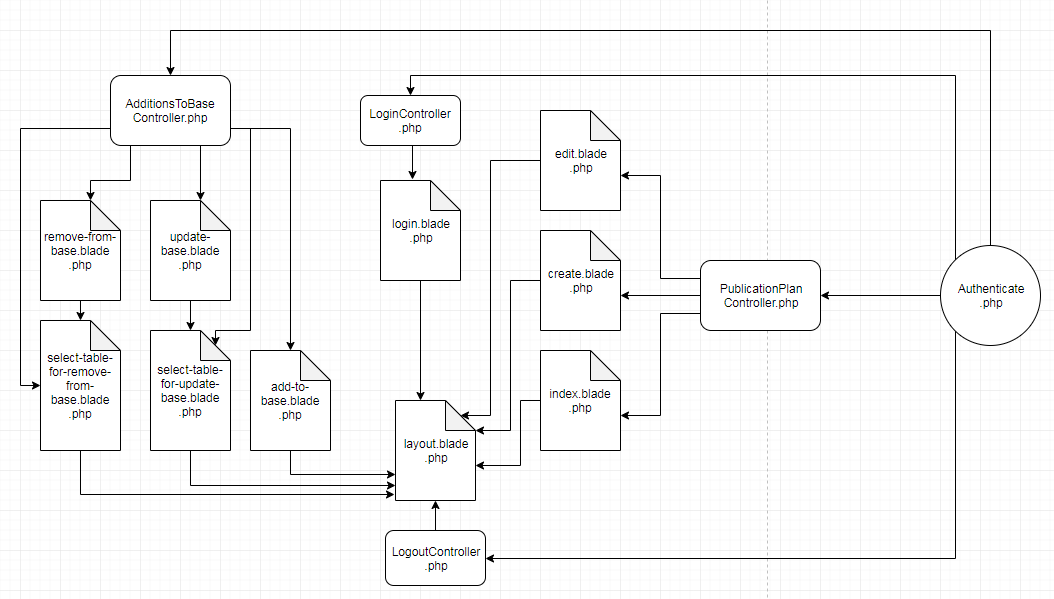 AdditionsToBase
Controller.php
LoginController
.php
edit.blade
.php
remove-from-
base.blade
.php
update-
base.blade
.php
login.blade
.php
create.blade
.php
PublicationPlan
Controller.php
Authenticate
.php
select-table-
for-remove-
from-
base.blade
.php
select-table-
for-update-
base.blade
.php
add-to-
base.blade
.php
index.blade
.php
layout.blade
.php
LogoutController
.php